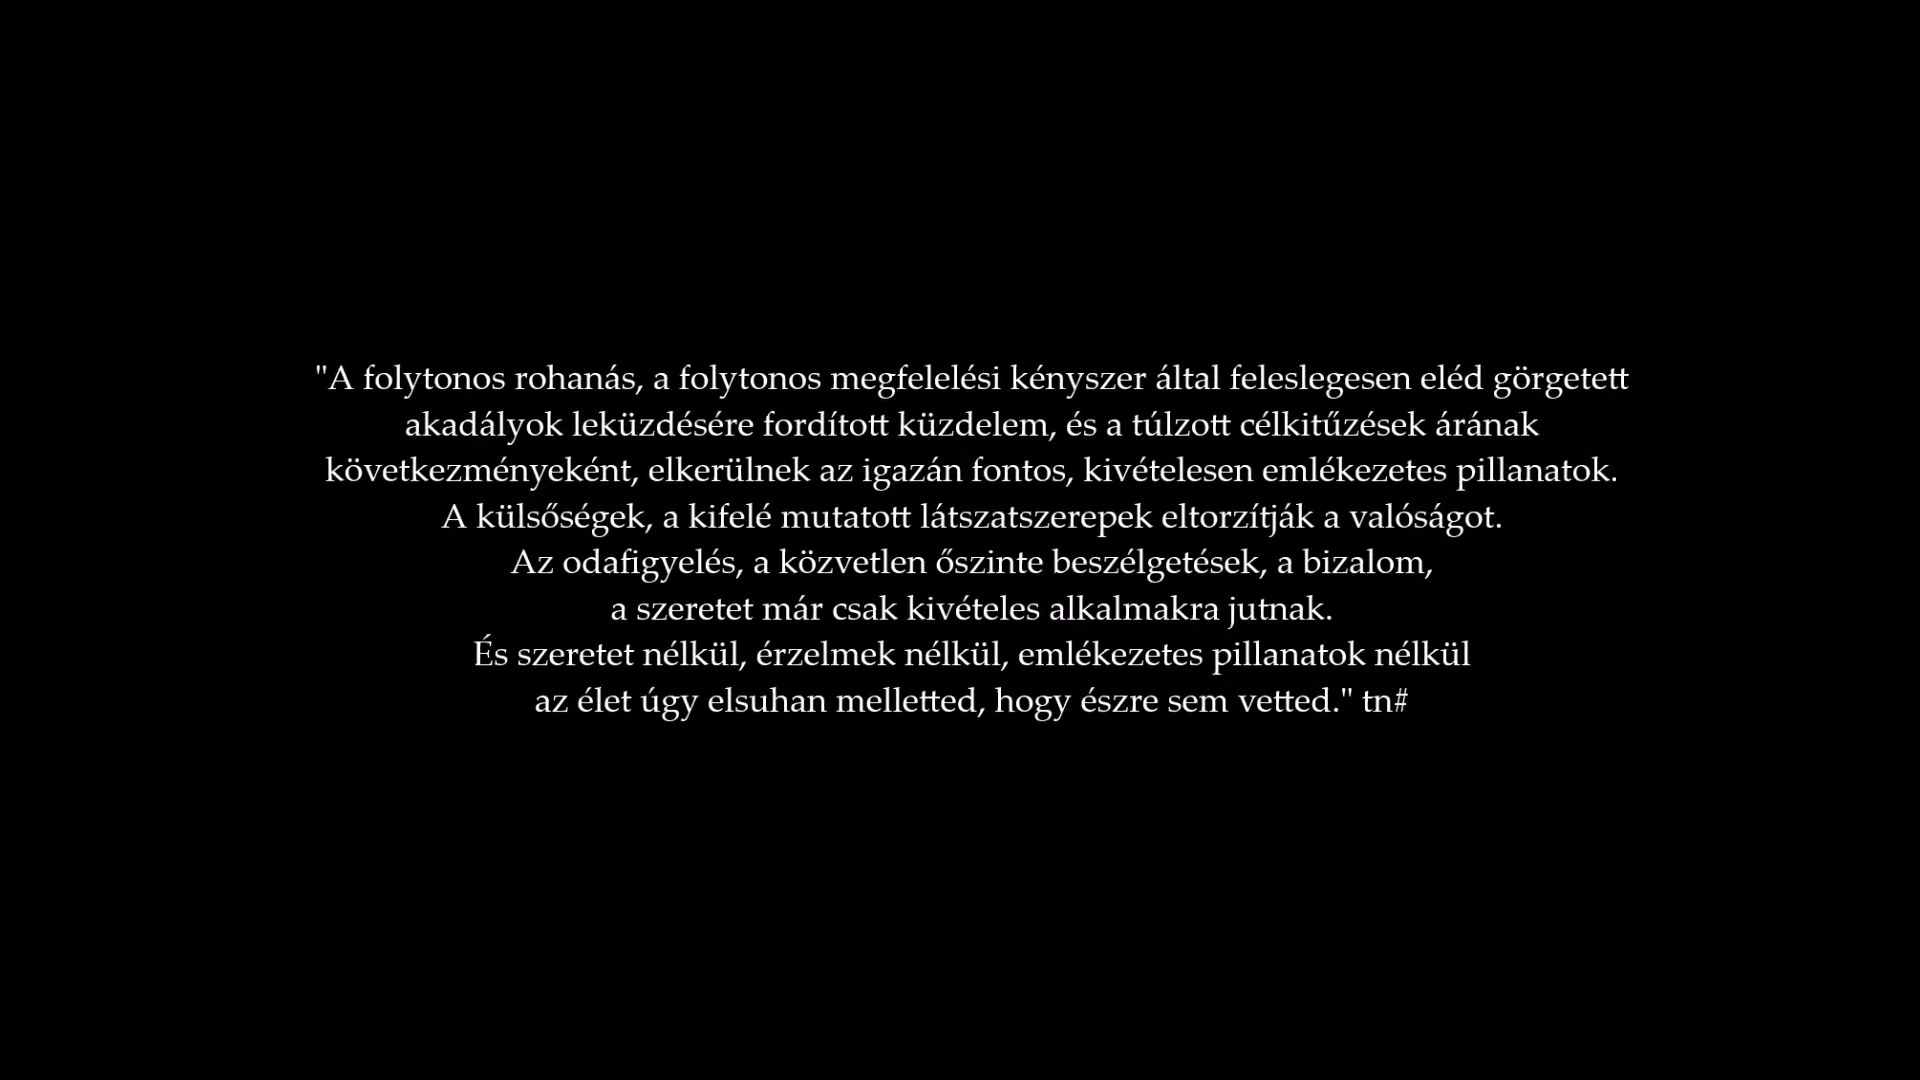 "A folytonos rohanás, a folytonos megfelelési kényszer által feleslegesen eléd görgetett
akadályok leküzdésére fordított küzdelem, és a túlzott célkitűzések árának
következményeként, elkerülnek az igazán fontos, kivételesen emlékezetes pillanatok.
A külsőségek, a kifelé mutatott látszatszerepek eltorzítják a valóságot.
Az odafigyelés, a közvetlen őszinte beszélgetések, a bizalom,
a szeretet már csak kivételes alkalmakra jutnak.
És szeretet nélkül, érzelmek nélkül, emlékezetes pillanatok nélkül
az élet úgy elsuhan melletted, hogy észre sem vetted." tn#